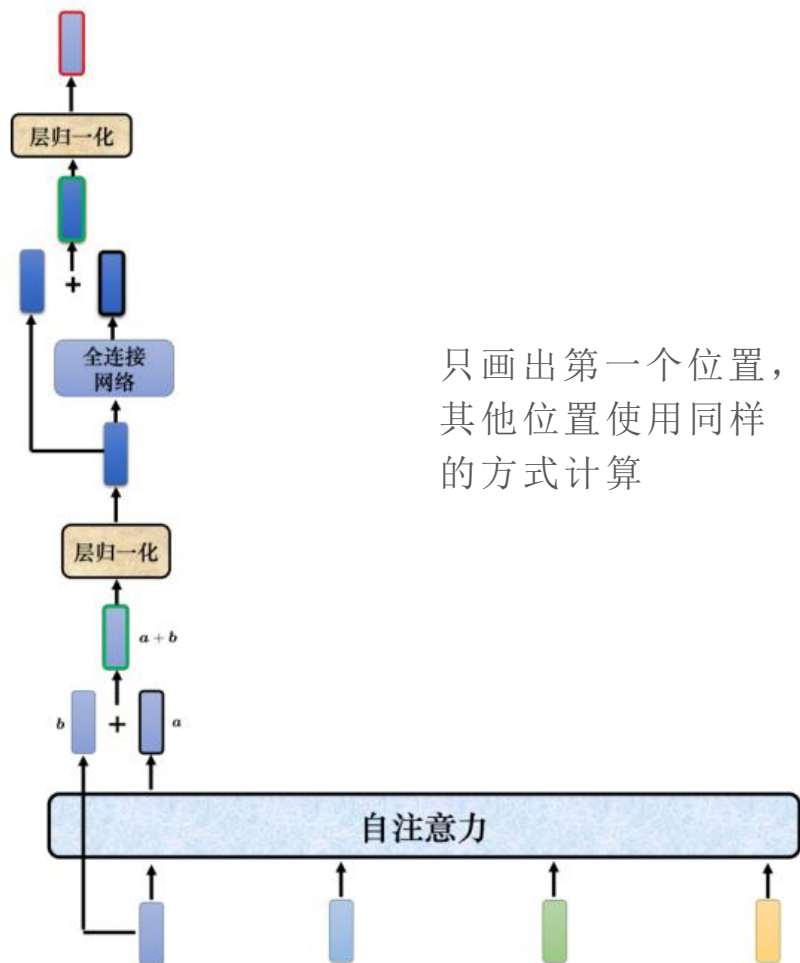 层归一化
+
全连接
网络
只画出第一个位置，
其他位置使用同样
的方式计算
层归一化
a + b
b + a
自注意力